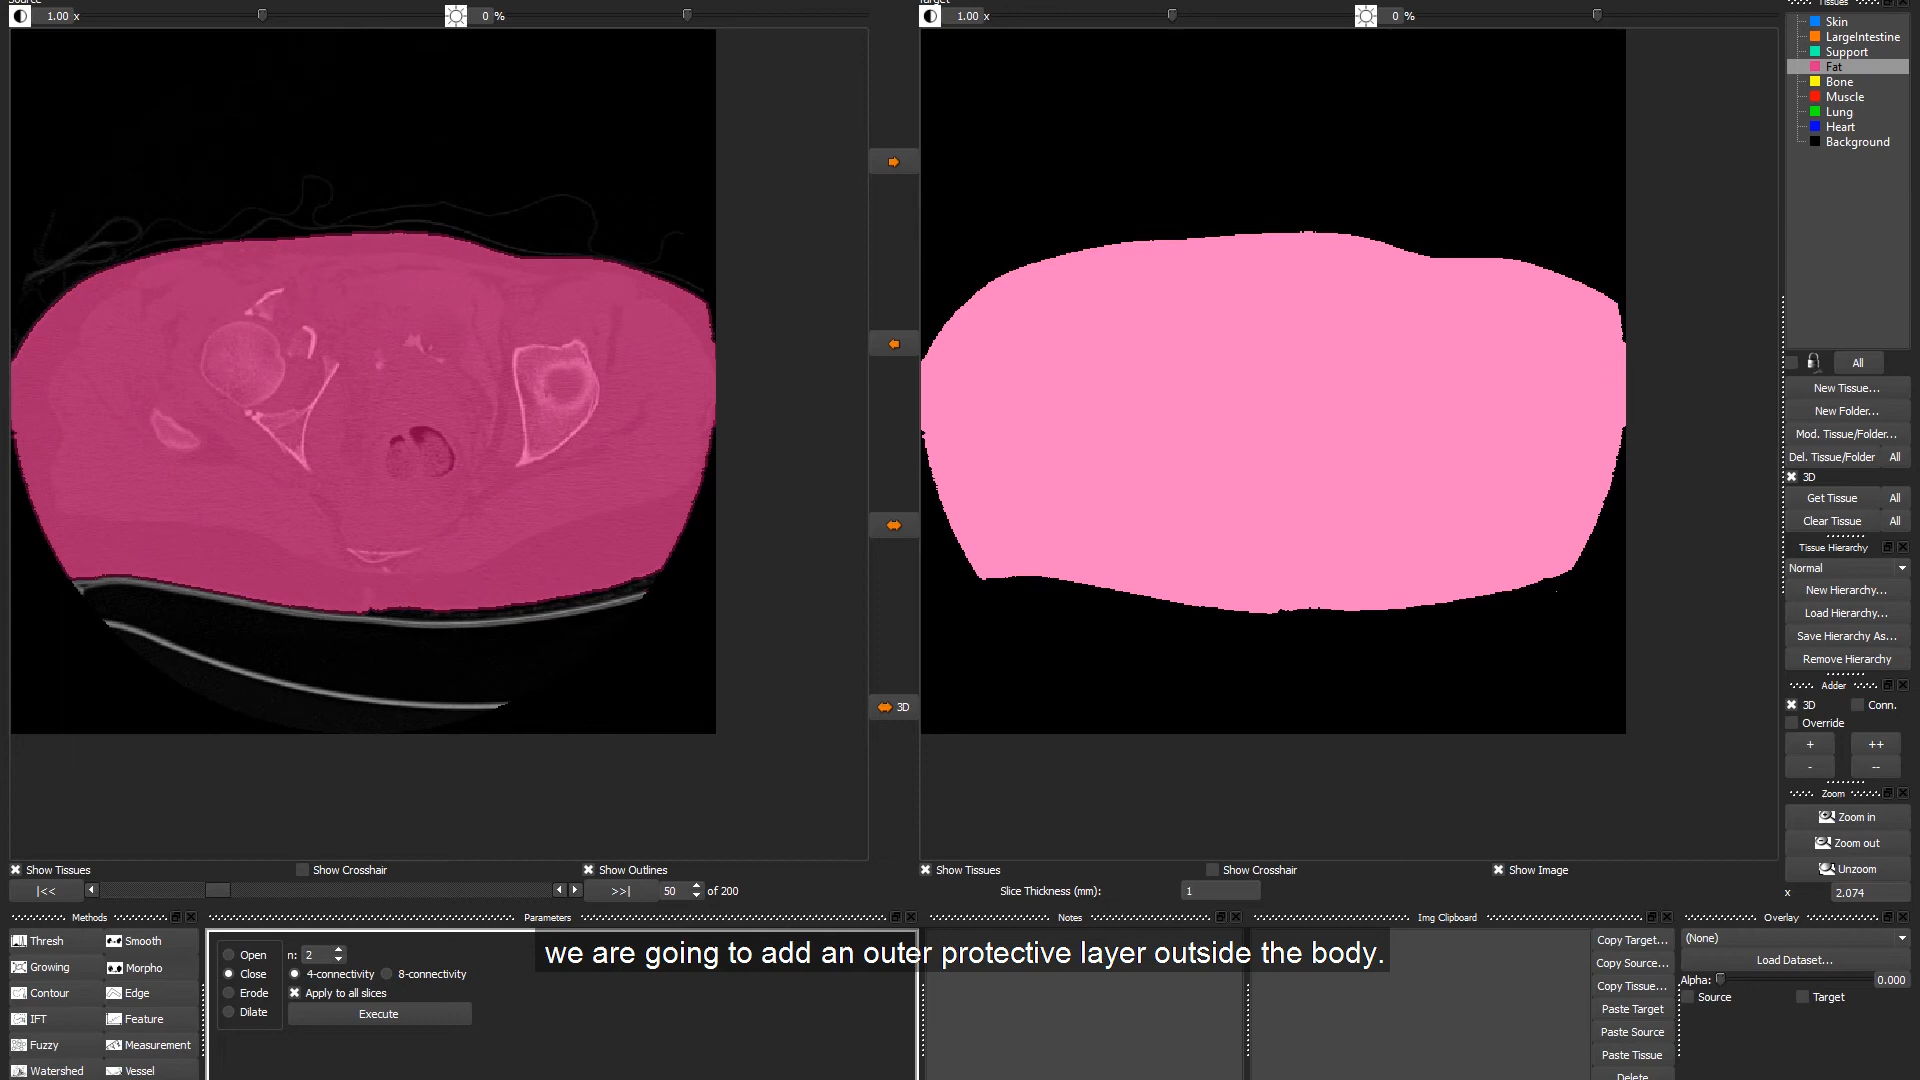 Source
Target
Tissues
1.00 x
0 %
1.00 x
0 %
Skin
LargeIntestine
Support
Fat
Bone
Muscle
Lung
Heart
Background
All
New Tissue...
New Folder...
Mod. Tissue/Folder...
Del. Tissue/Folder All
3D
Get Tissue All
Clear Tissue All
Tissue Hierarchy
Normal
New Hierarchy...
Load Hierarchy...
Save Hierarchy As...
Remove Hierarchy
Adder
3D Conn.
Override
+ ++
- --
Zoom
Zoom in
Zoom out
Unzoom
x 2.074
3D
Show Tissues Show Crosshair Show Outlines
|<< >>| 50 of 200
Show Tissues Show Crosshair Show Image
Slice Thickness (mm): 1
Methods
Thresh Smooth
Growing Morpho
Contour Edge
IFT Feature
Fuzzy Measurement
Watershed Vessel
Parameters
Open n: 2
Close 4-connectivity 8-connectivity
Erode Apply to all slices
Dilate Execute
we are going to add an outer protective layer outside the body.
Notes
Img Clipboard
Copy Target...
Copy Source...
Copy Tissue...
Paste Target
Paste Source
Paste Tissue
Delete
Overlay
(None)
Load Dataset...
Alpha: 0.000
Source Target